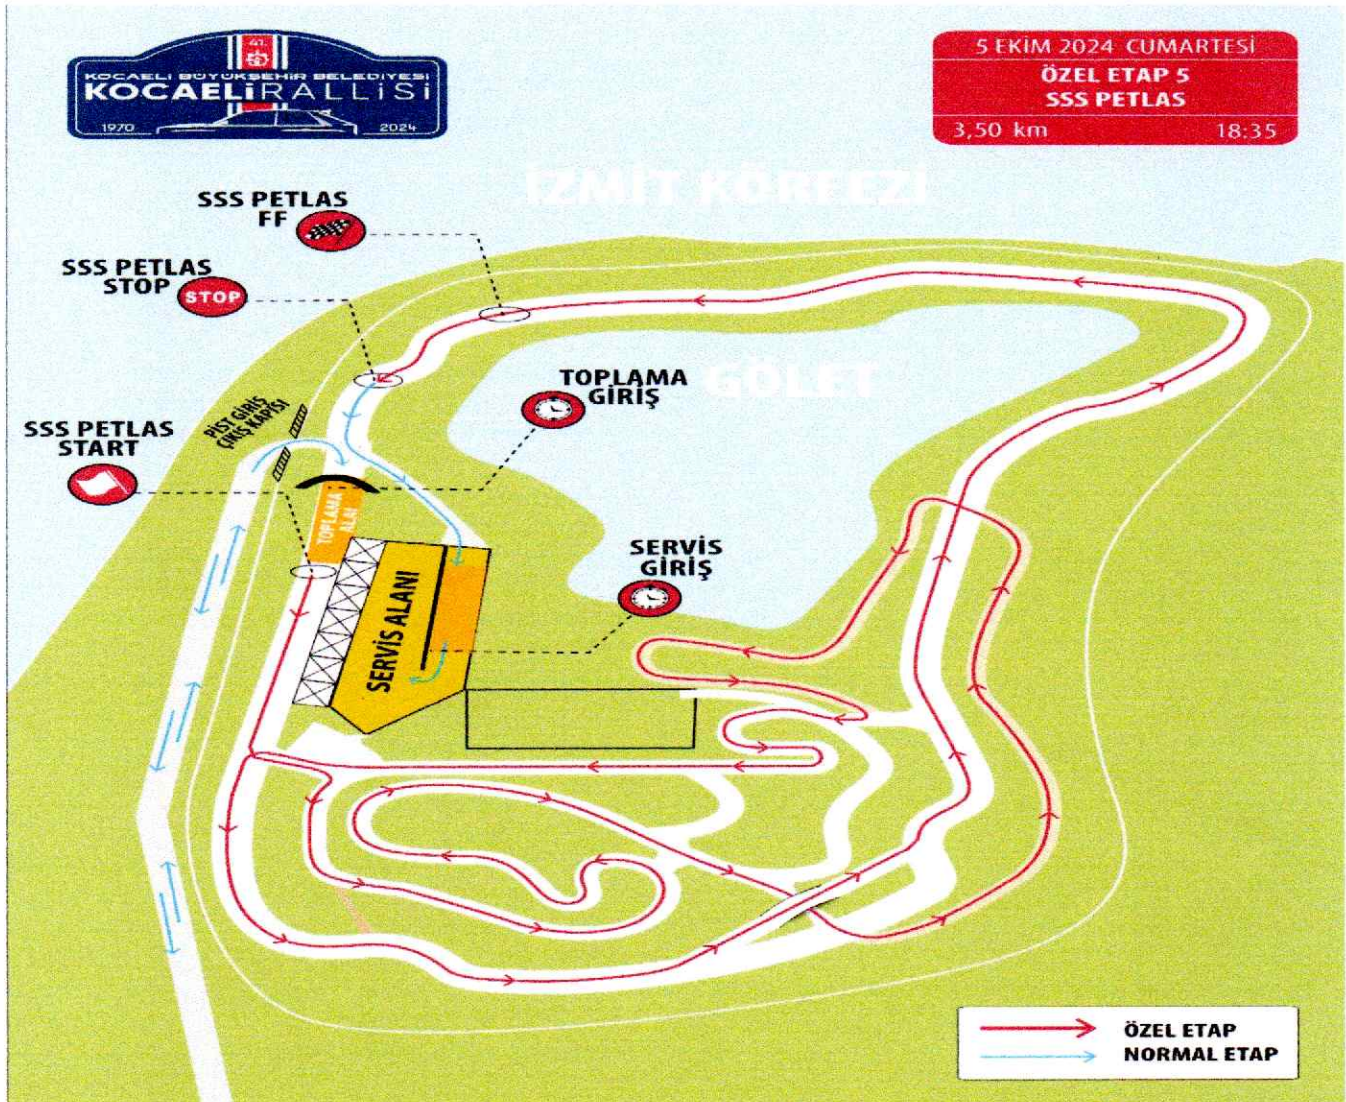 KOCAELİ BÜYÜKŞEHİR BELEDİYESİ
KOCAELİRALLİSİ
1970
2024
5 EKİM 2024 CUMARTESİ
ÖZEL ETAP 5
SSS PETLAS
3,50 km 18:35
İZMİT KÖRFEZİ
SSS PETLAS
FF
SSS PETLAS
STOP
STOP
TOPLAMA
GİRİŞ
GÖLET
PİST GİRİŞ
ÇIKIŞ KAPISI
SSS PETLAS
START
TOPLAMA
ALAI
SERVİS
GİRİŞ
SERVİS ALANI
ÖZEL ETAP
NORMAL ETAP